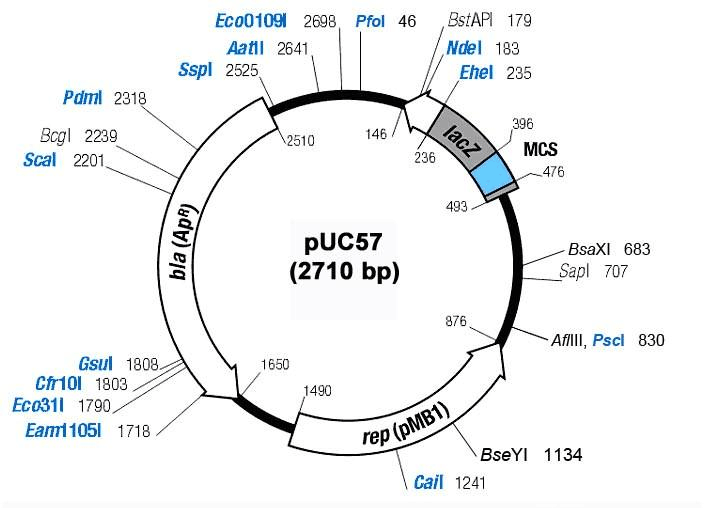 Eco0109I 2698
PfoI 46
BstAPI 179
AatII 2641
NdeI 183
SspI 2525
EheI 235
PdmI 2318
BcgI 2239
ScaI 2201
2510
146
236
lacZ
396
MCS
476
493
bla (ApR)
pUC57
(2710 bp)
BsaXI 683
SapI 707
876
AflIII, PscI 830
GsuI 1808
Cfr10I 1803
Eco31I 1790
Eam1105I 1718
1650
1490
rep (pMB1)
BseYI 1134
CaiI 1241